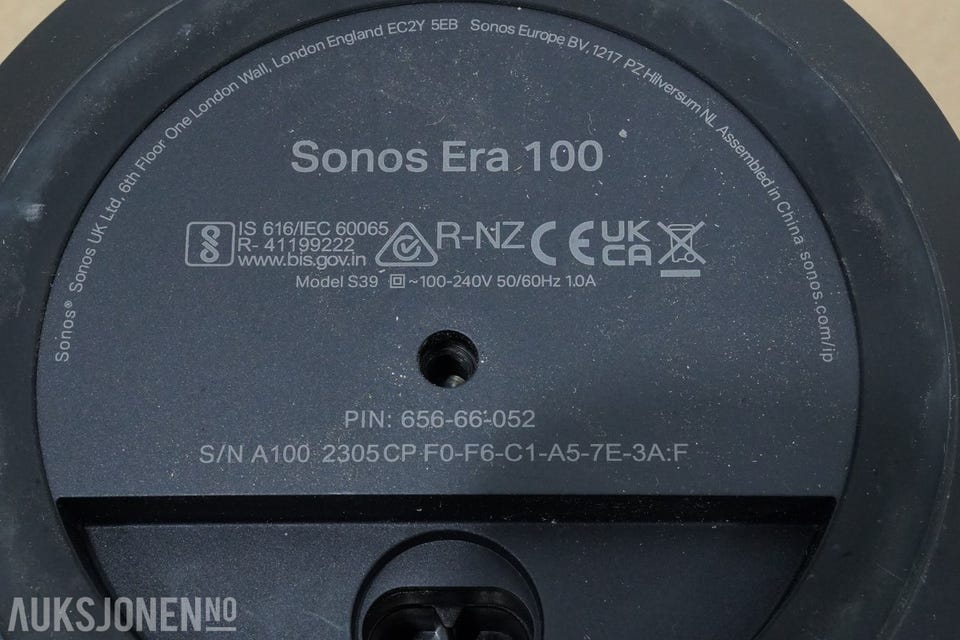 Sonos® Sonos UK Ltd, 6th Floor One London Wall, London England EC2Y 5EB Sonos Europe BV, 1217 PZ Hilversum NL Assembled in China sonos.com/ip
Sonos Era 100
IS 616/IEC 60065
R- 41199222
www.bis.gov.in
R-NZ CE UK CA
Model S39 ~100-240V 50/60Hz 1.0A
PIN: 656-66-052
S/N A100 2305CP F0-F6-C1-A5-7E-3A:F
AUKSJONEN.NO